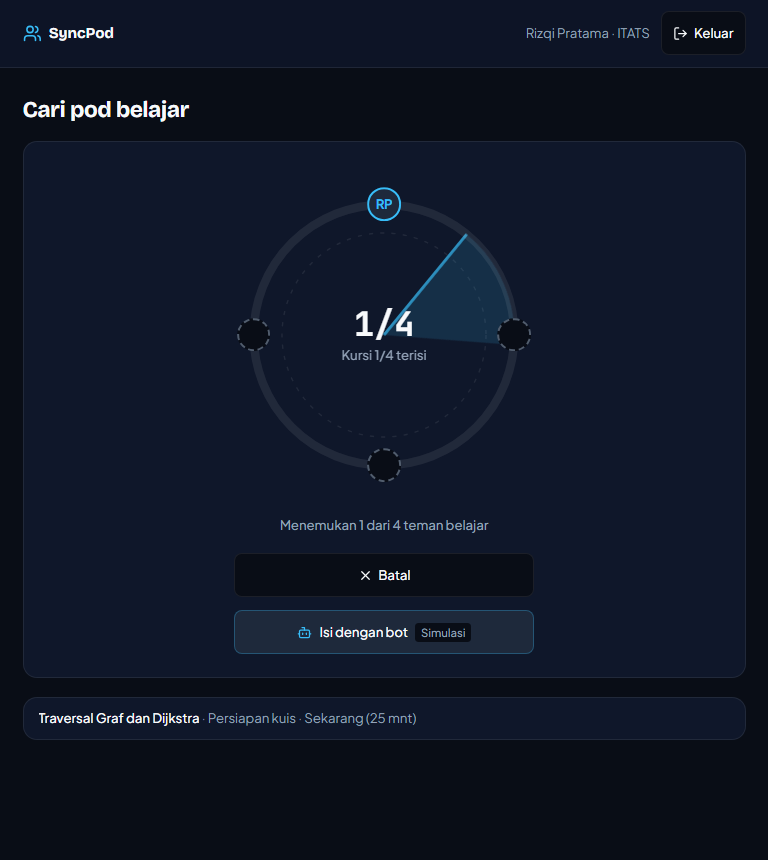 SyncPod
Rizqi Pratama · ITATS
Keluar
Cari pod belajar
RP
1/4
Kursi 1/4 terisi
Menemukan 1 dari 4 teman belajar
Batal
Isi dengan bot Simulasi
Traversal Graf dan Dijkstra · Persiapan kuis · Sekarang (25 mnt)